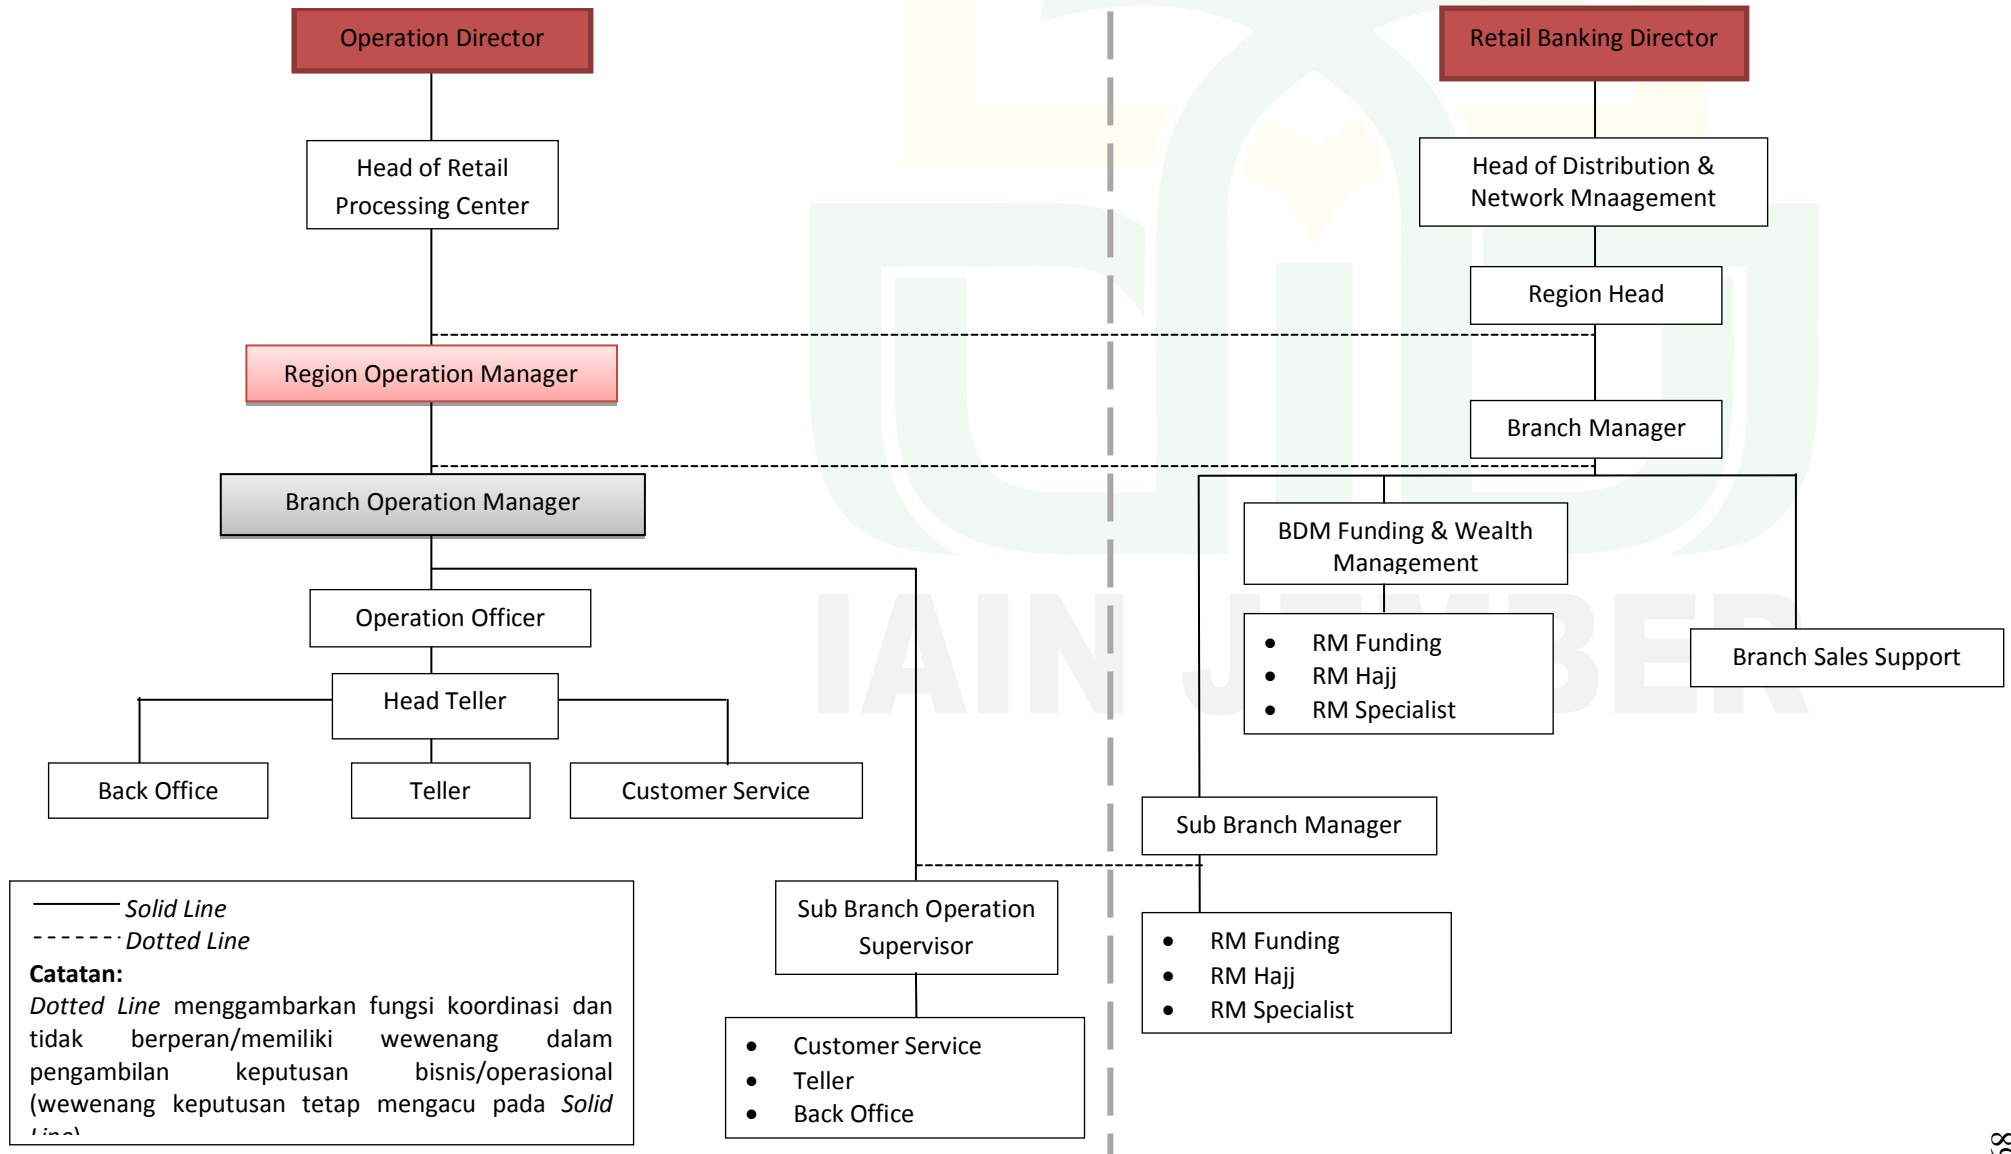 Operation Director
Retail Banking Director
Head of Retail
Processing Center
Head of Distribution &
Network Mnaagement
Region Head
Region Operation Manager
Branch Manager
Branch Operation Manager
BDM Funding & Wealth
Management
Operation Officer
• RM Funding
• RM Hajj
• RM Specialist
Branch Sales Support
Head Teller
Back Office
Teller
Customer Service
Sub Branch Manager
Sub Branch Operation
Supervisor
• RM Funding
• RM Hajj
• RM Specialist
• Customer Service
• Teller
• Back Office
Solid Line
Dotted Line
Catatan:
Dotted Line menggambarkan fungsi koordinasi dan
tidak berperan/memiliki wewenang dalam
pengambilan keputusan bisnis/operasional
(wewenang keputusan tetap mengacu pada Solid
Line)
IAIN JEMBER